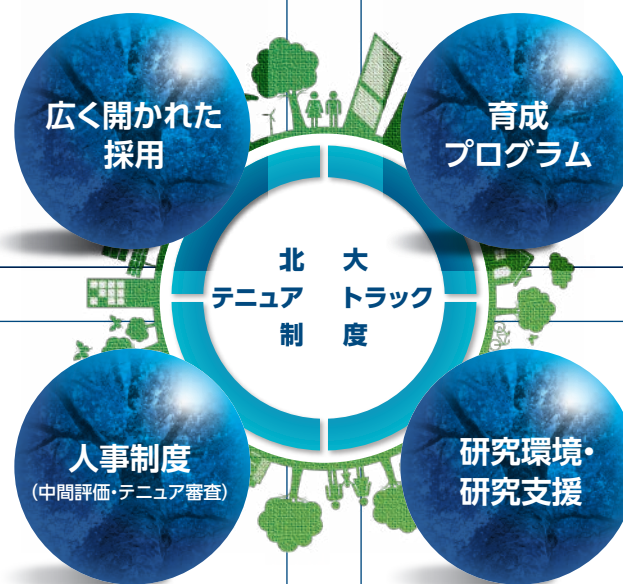 広く開かれた
採用
育成
プログラム
北 大
テニュア トラック
制 度
人事制度
(中間評価・テニュア審査)
研究環境・
研究支援